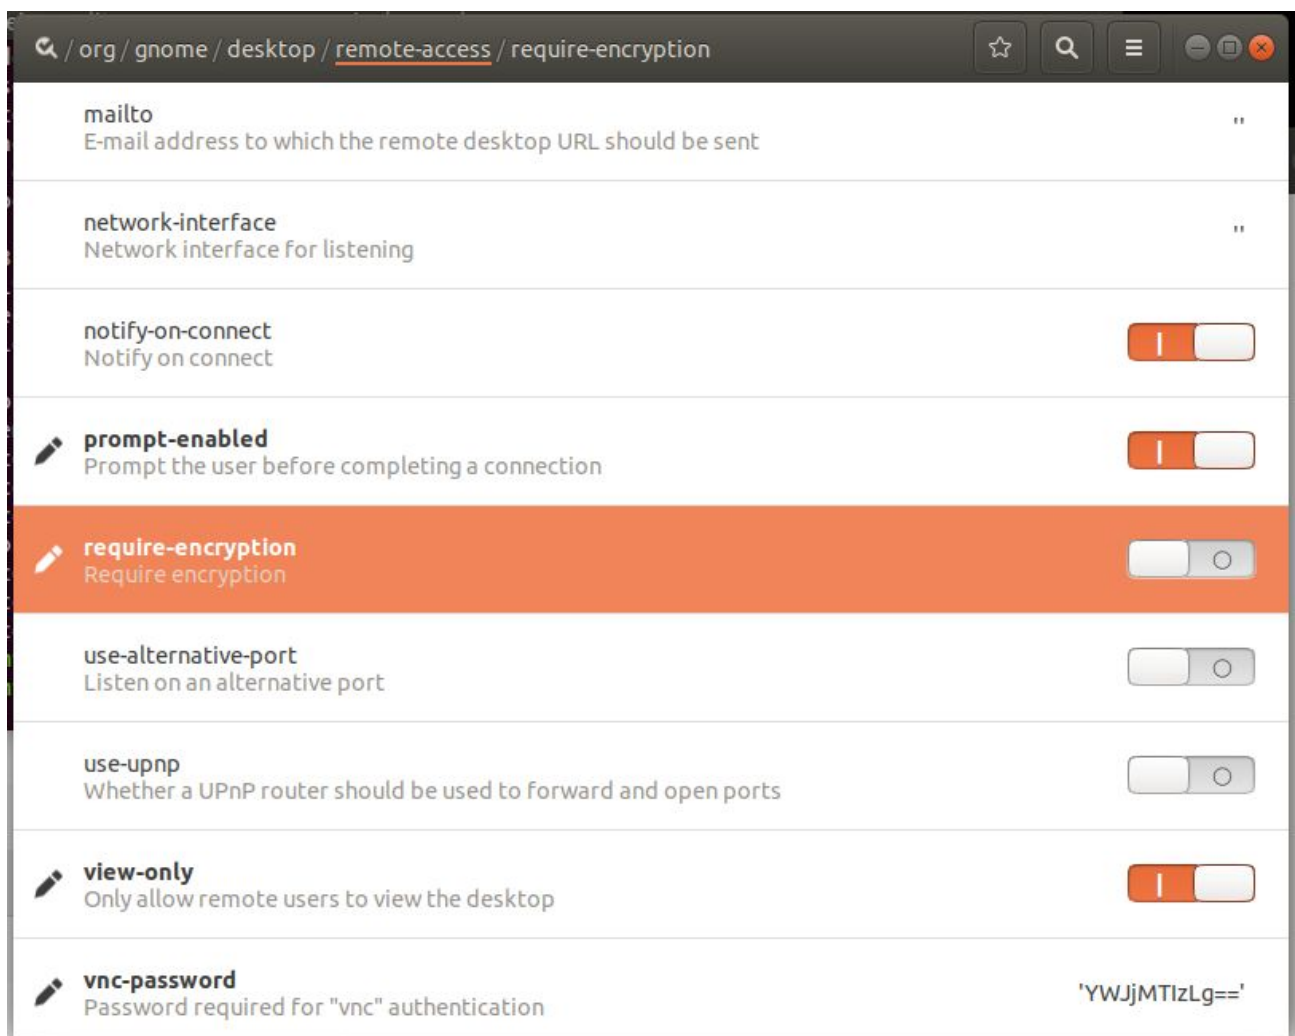 / org / gnome / desktop / remote-access / require-encryption
mailto
E-mail address to which the remote desktop URL should be sent
''
network-interface
Network interface for listening
''
notify-on-connect
Notify on connect
prompt-enabled
Prompt the user before completing a connection
require-encryption
Require encryption
use-alternative-port
Listen on an alternative port
use-upnp
Whether a UPnP router should be used to forward and open ports
view-only
Only allow remote users to view the desktop
vnc-password
Password required for "vnc" authentication
'YWJjMTIzLg=='